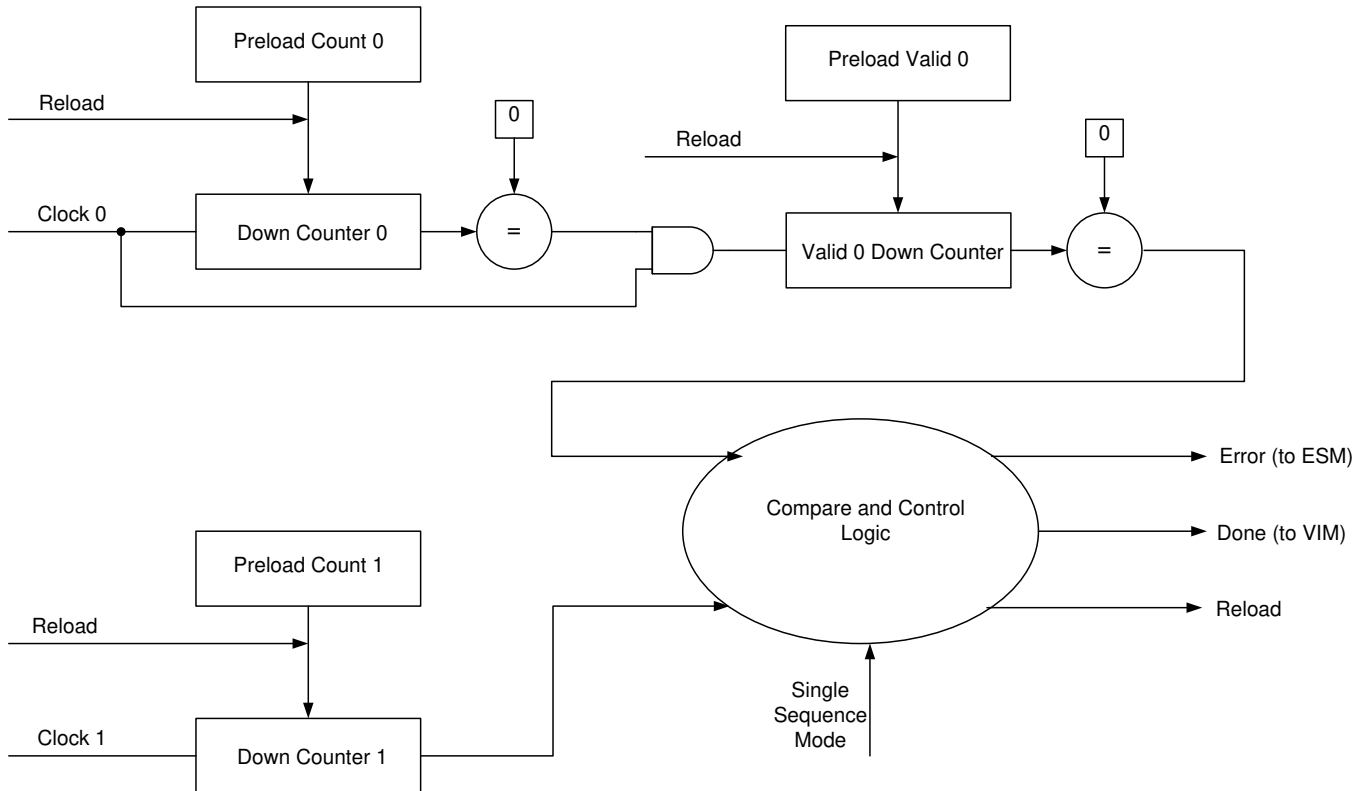 Preload Count 0
Preload Valid 0
Reload
0
Reload
0
Clock 0
Down Counter 0
=
Valid 0 Down Counter
=
Compare and Control
Logic
Error (to ESM)
Done (to VIM)
Reload
Preload Count 1
Reload
Single
Sequence
Mode
Clock 1
Down Counter 1